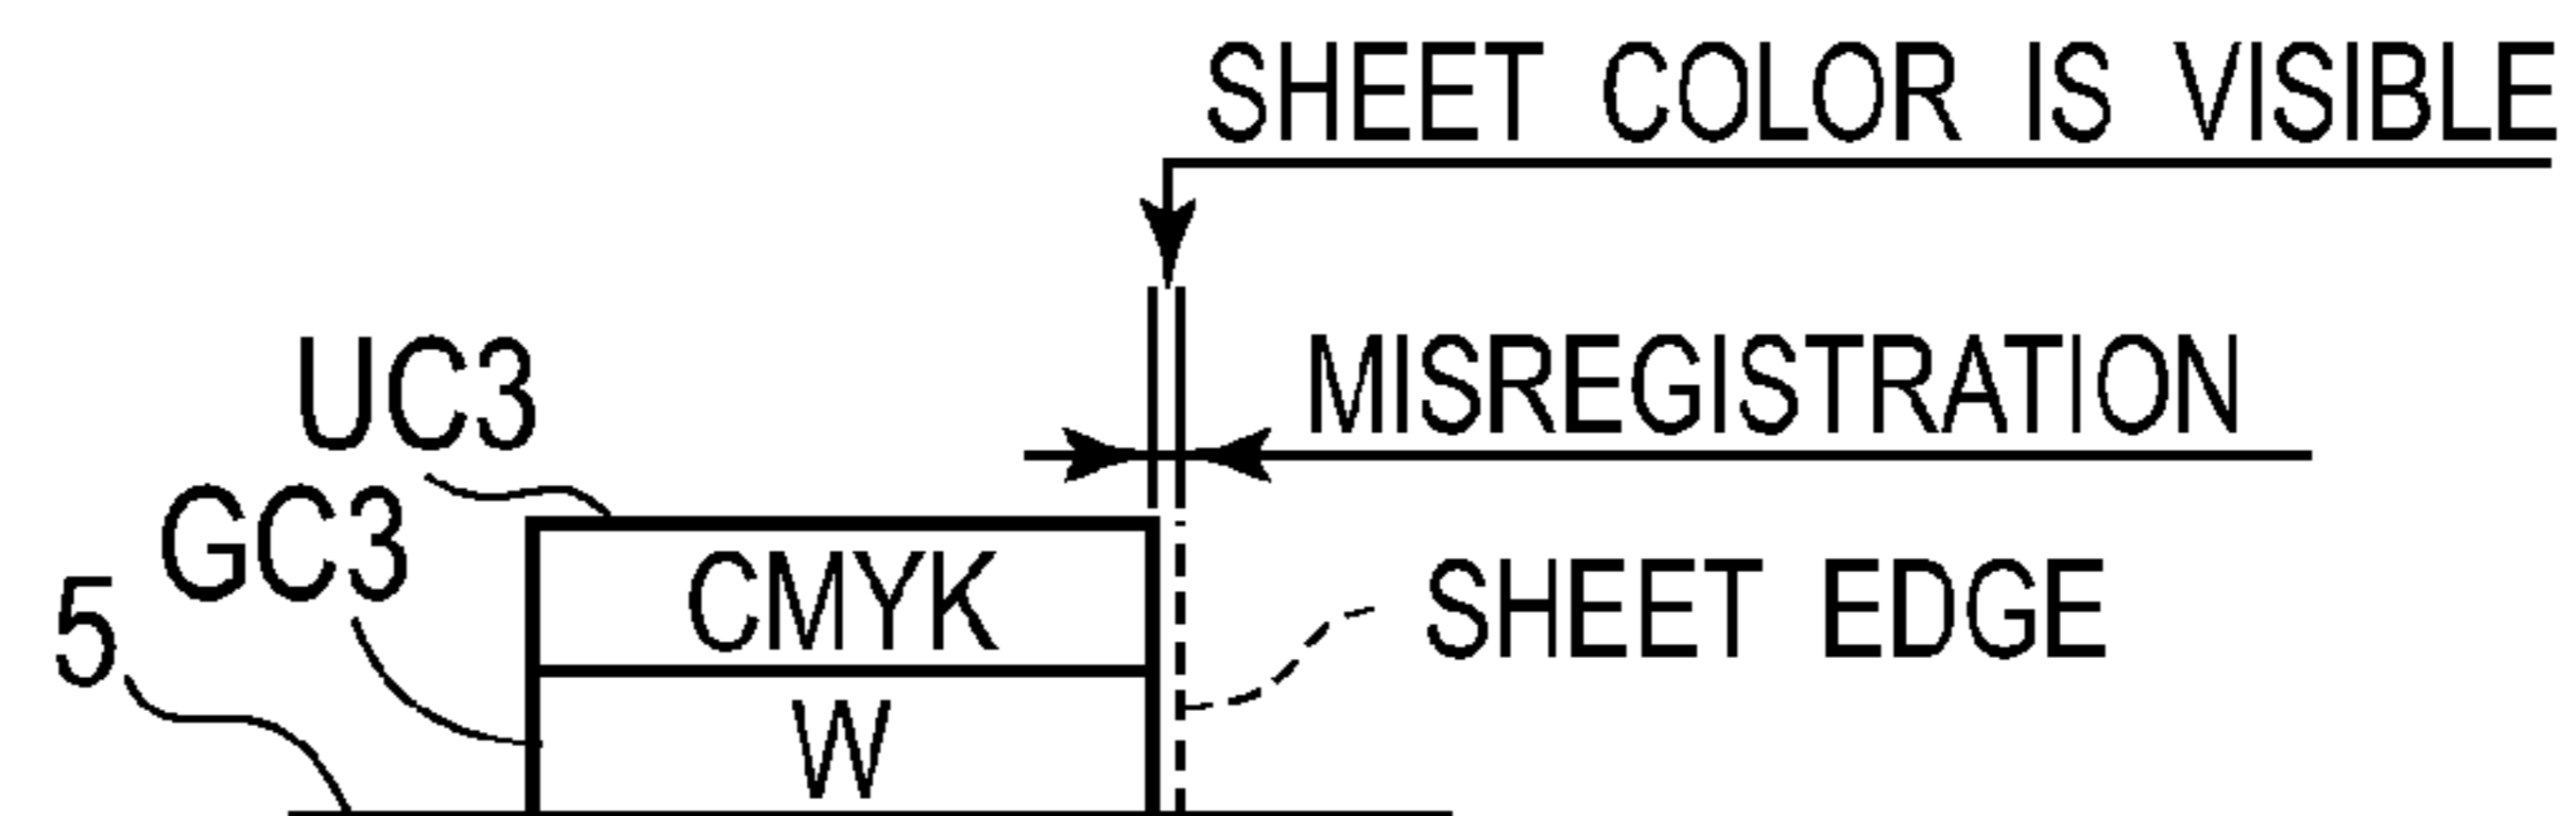 SHEET COLOR IS VISIBLE
MISREGISTRATION
UC3
GC3
5
CMYK
SHEET EDGE
W